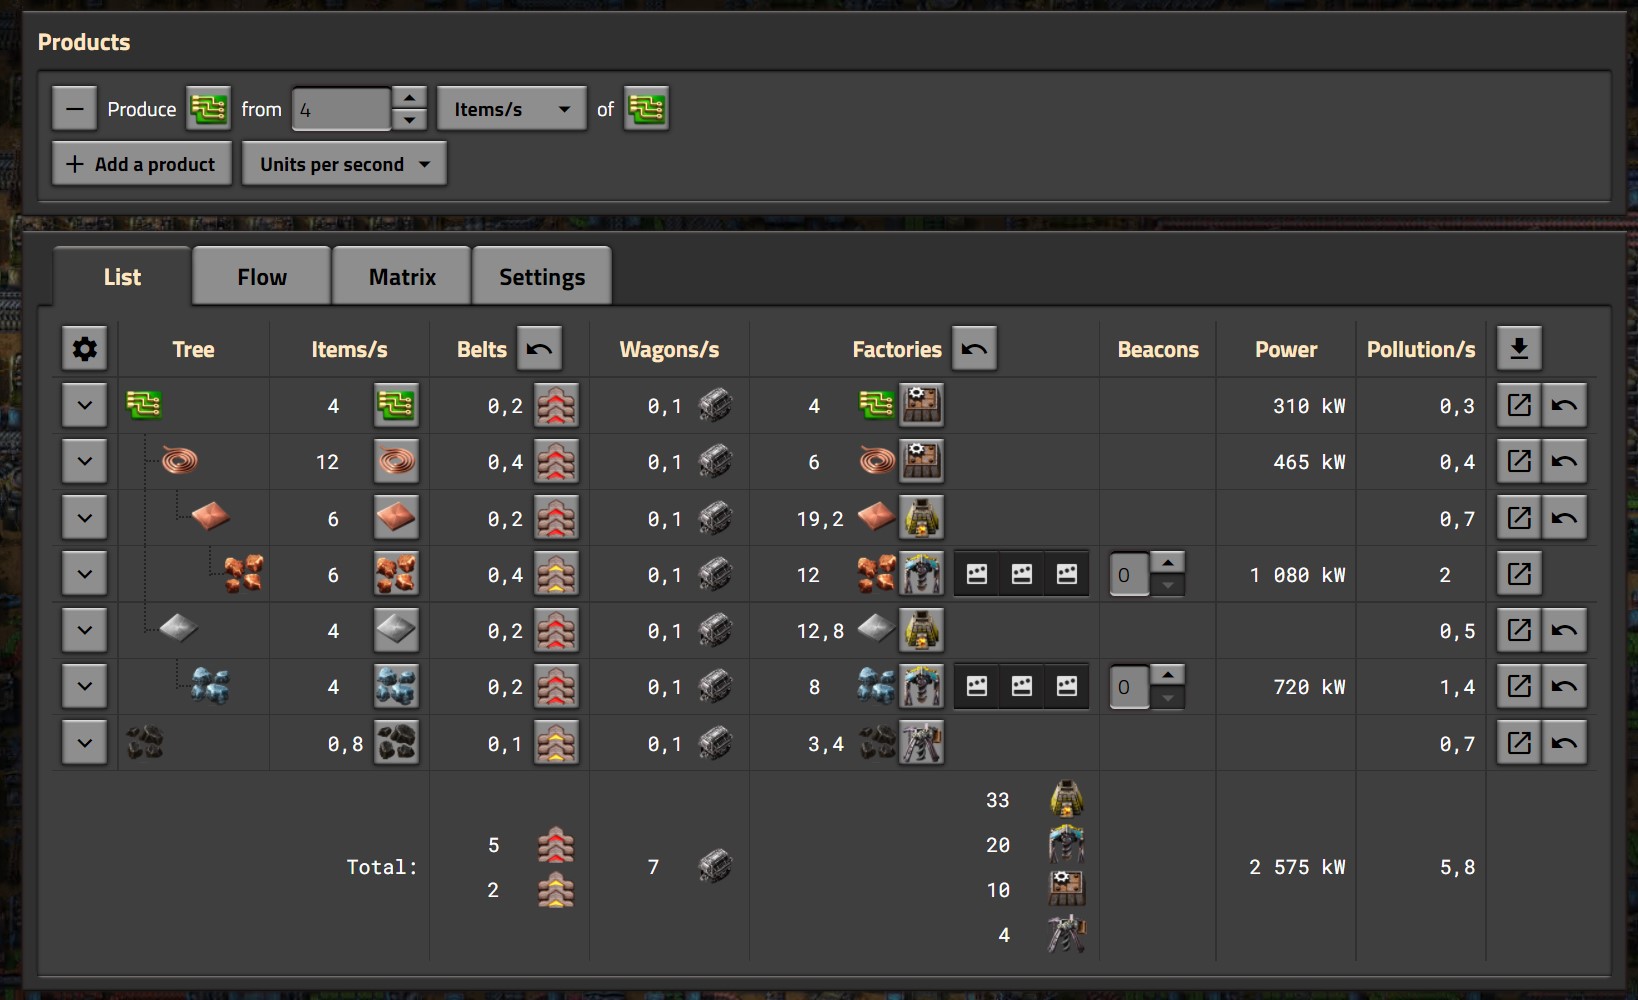 Products
Produce from 4 Items/s of
+ Add a product Units per second
List Flow Matrix Settings
Tree Items/s Belts Wagons/s Factories Beacons Power Pollution/s
4 0,2 0,1 4 310 kW 0,3
12 0,4 0,1 6 465 kW 0,4
6 0,2 0,1 19,2 0,7
6 0,4 0,1 12 0 1 080 kW 2
4 0,2 0,1 12,8 0,5
4 0,2 0,1 8 0 720 kW 1,4
0,8 0,1 0,1 3,4 0,7
33
20
5
Total: 7 2 575 kW 5,8
2
10
4